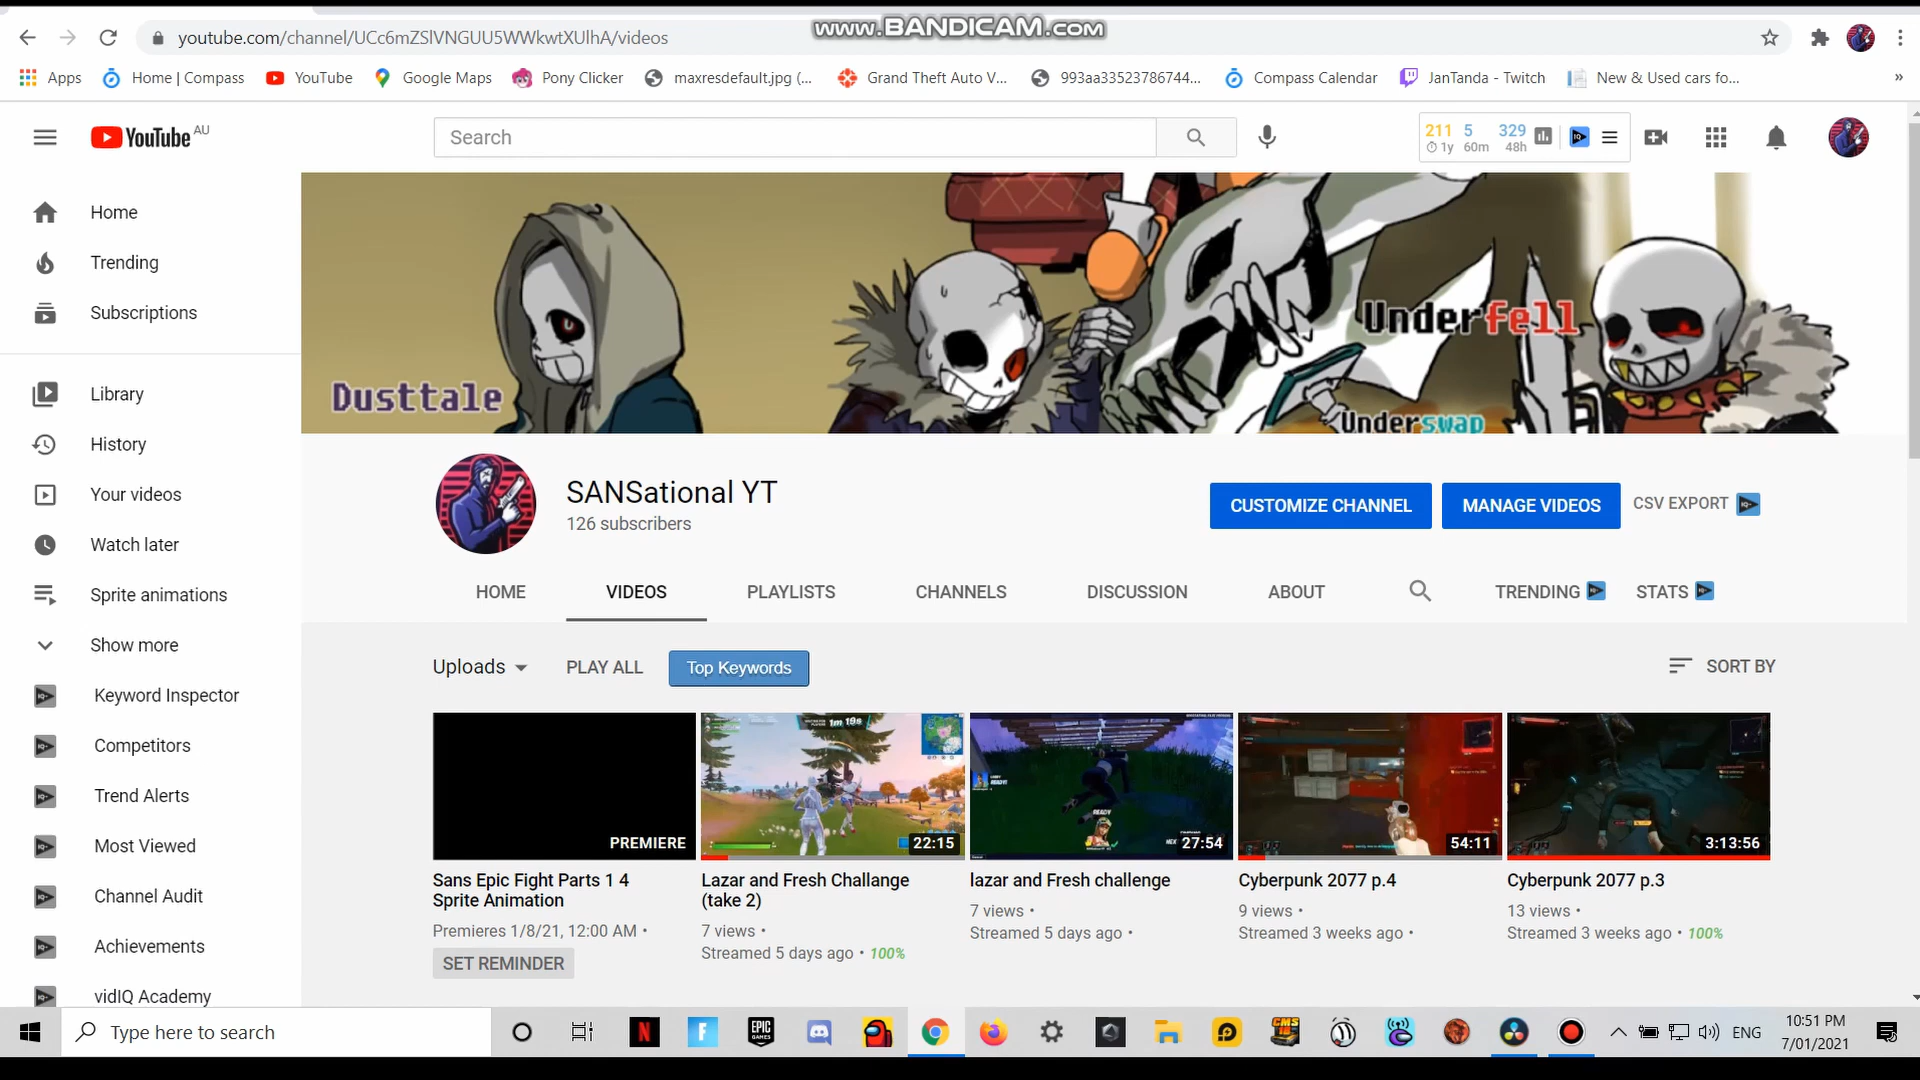 www.BANDICAM.com
youtube.com/channel/UCc6mZSlVNGUU5WWkwtXUlhA/videos
Apps
Home | Compass
YouTube
Google Maps
Pony Clicker
maxresdefault.jpg (...
Grand Theft Auto V...
993aa33523786744...
Compass Calendar
JanTanda - Twitch
New & Used cars fo...
»
YouTube AU
Search
211 5 329
1y 60m 48h
Home
Trending
Subscriptions
Library
History
Your videos
Watch later
Sprite animations
Show more
Keyword Inspector
Competitors
Trend Alerts
Most Viewed
Channel Audit
Achievements
vidIQ Academy
Dusttale
Underfell
Underswap
SANSational YT
126 subscribers
CUSTOMIZE CHANNEL
MANAGE VIDEOS
CSV EXPORT
HOME
VIDEOS
PLAYLISTS
CHANNELS
DISCUSSION
ABOUT
TRENDING
STATS
Uploads
PLAY ALL
Top Keywords
SORT BY
PREMIERE
Sans Epic Fight Parts 1 4
Sprite Animation
Premieres 1/8/21, 12:00 AM •
SET REMINDER
1m 19s
22:15
Lazar and Fresh Challange
(take 2)
7 views •
Streamed 5 days ago • 100%
READY
27:54
lazar and Fresh challenge
7 views •
Streamed 5 days ago •
54:11
Cyberpunk 2077 p.4
9 views •
Streamed 3 weeks ago •
3:13:56
Cyberpunk 2077 p.3
13 views •
Streamed 3 weeks ago • 100%
Type here to search
EPIC GAMES
ENG
10:51 PM
7/01/2021